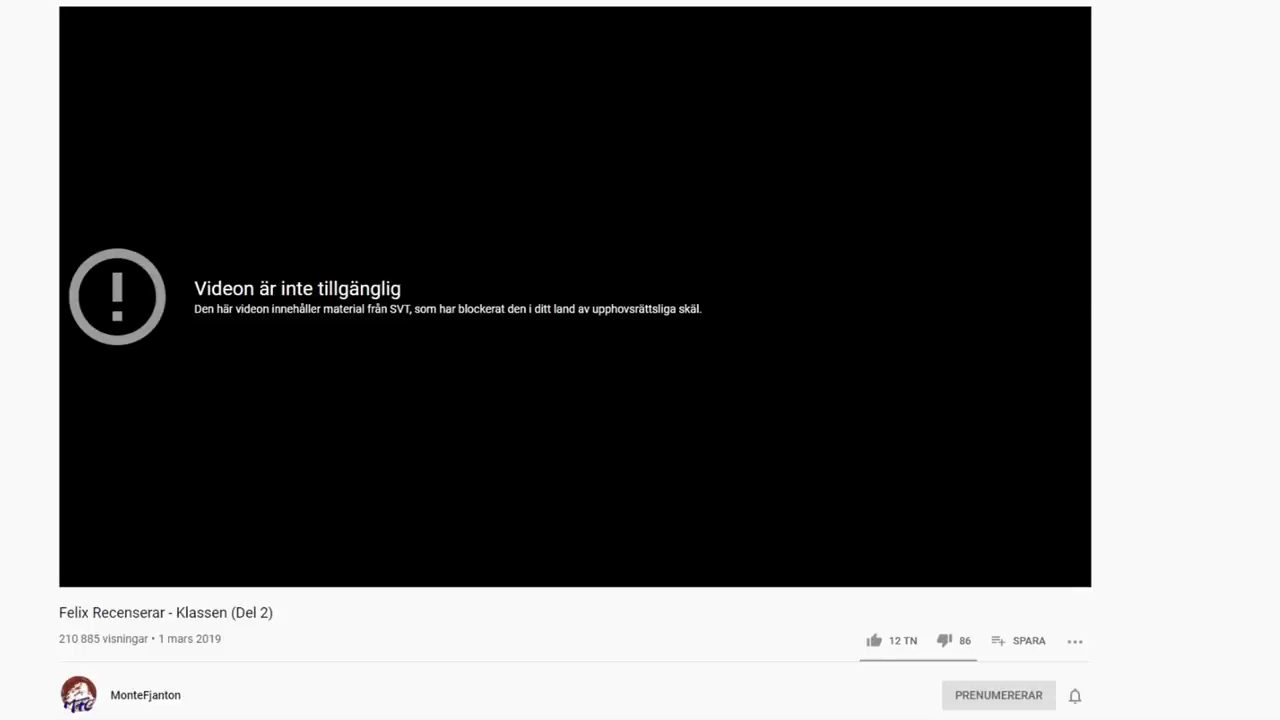 Videon är inte tillgänglig
Den här videon innehåller material från SVT, som har blockerat den i ditt land av upphovsrättsliga skäl.
Felix Recenserar - Klassen (Del 2)
210 885 visningar • 1 mars 2019
12 TN 86 SPARA
MonteFjanton
PRENUMERERAR